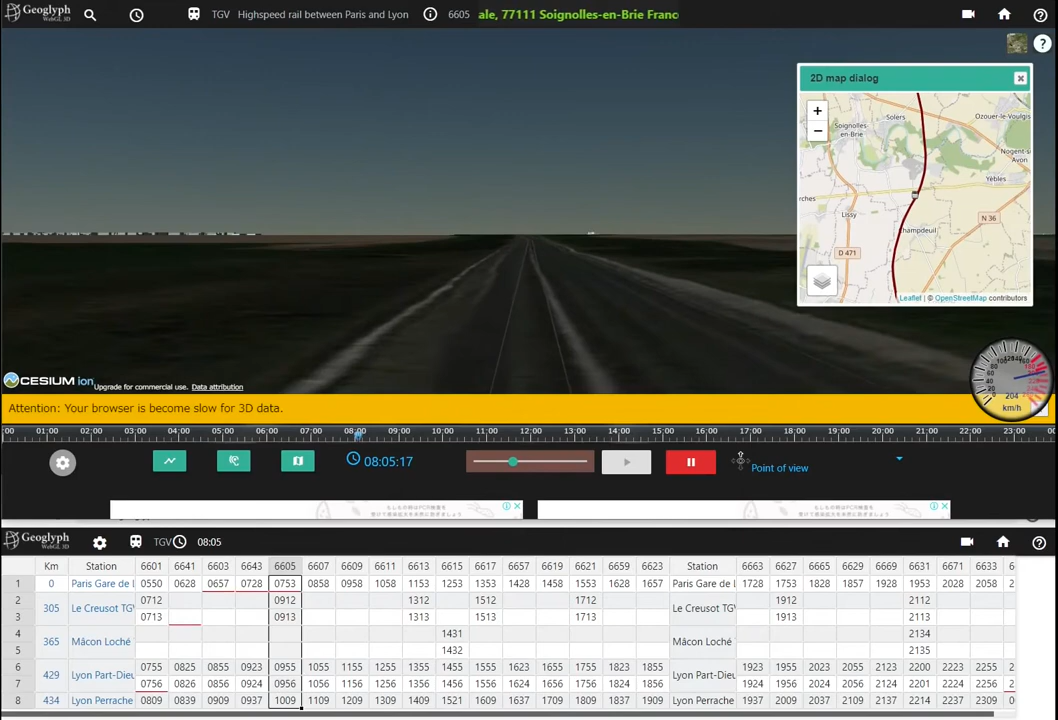 Geoglyph
WebGL 3D
TGV Highspeed rail between Paris and Lyon 6605 ale, 77111 Soignolles-en-Brie Franc
2D map dialog
Solers
Ozouer-le-Voulgis
Soignolles-
en-Brie
Nogent-s
Avon
Yèbles
rches
Lissy
N 36
Champdeuil
D 471
Leaflet | © OpenStreetMap contributors
CESIUM ion Upgrade for commercial use. Data attribution
204
km/h
Attention: Your browser is become slow for 3D data.
:00 01:00 02:00 03:00 04:00 05:00 06:00 07:00 08:00 09:00 10:00 11:00 12:00 13:00 14:00 15:00 16:00 17:00 18:00 19:00 20:00 21:00 22:00 23:00 00
08:05:17
Point of view
Geoglyph
WebGL 3D
TGV 08:05
Km Station 6601 6641 6603 6643 6605 6607 6609 6611 6613 6615 6617 6657 6619 6621 6659 6623 Station 6663 6627 6625 6629 6669 6631 6671 2028 6633 6
1 0 Paris Gare de L 0550 0628 0657 0728 0753 0858 0958 1058 1153 1253 1353 1428 1458 1553 1628 1657 Paris Gare de L 1728 1753 1828 1857 1928 1953 2028 2058 2
2 305 Le Creusot TGV 0712 0912 1312 1512 1712 Le Creusot TGV 1912 2112
3 0713 0913 1313 1513 1713 1913 2113
4 365 Mâcon Loché 1431 Mâcon Loché 2134
5 1432 2135
6 429 Lyon Part-Dieu 0755 0825 0855 0923 0955 1055 1155 1255 1355 1455 1555 1623 1655 1755 1823 1855 Lyon Part-Dieu 1923 1955 2023 2055 2123 2200 2223 2255 2
7 0756 0826 0856 0924 0956 1056 1156 1256 1356 1456 1556 1624 1656 1756 1824 1856 1924 1956 2024 2056 2124 2201 2224 2256 2
8 434 Lyon Perrache 0809 0839 0909 0937 1009 1109 1209 1309 1409 1521 1609 1637 1709 1809 1837 1909 Lyon Perrache 1937 2009 2037 2109 2137 2214 2237 2309 0